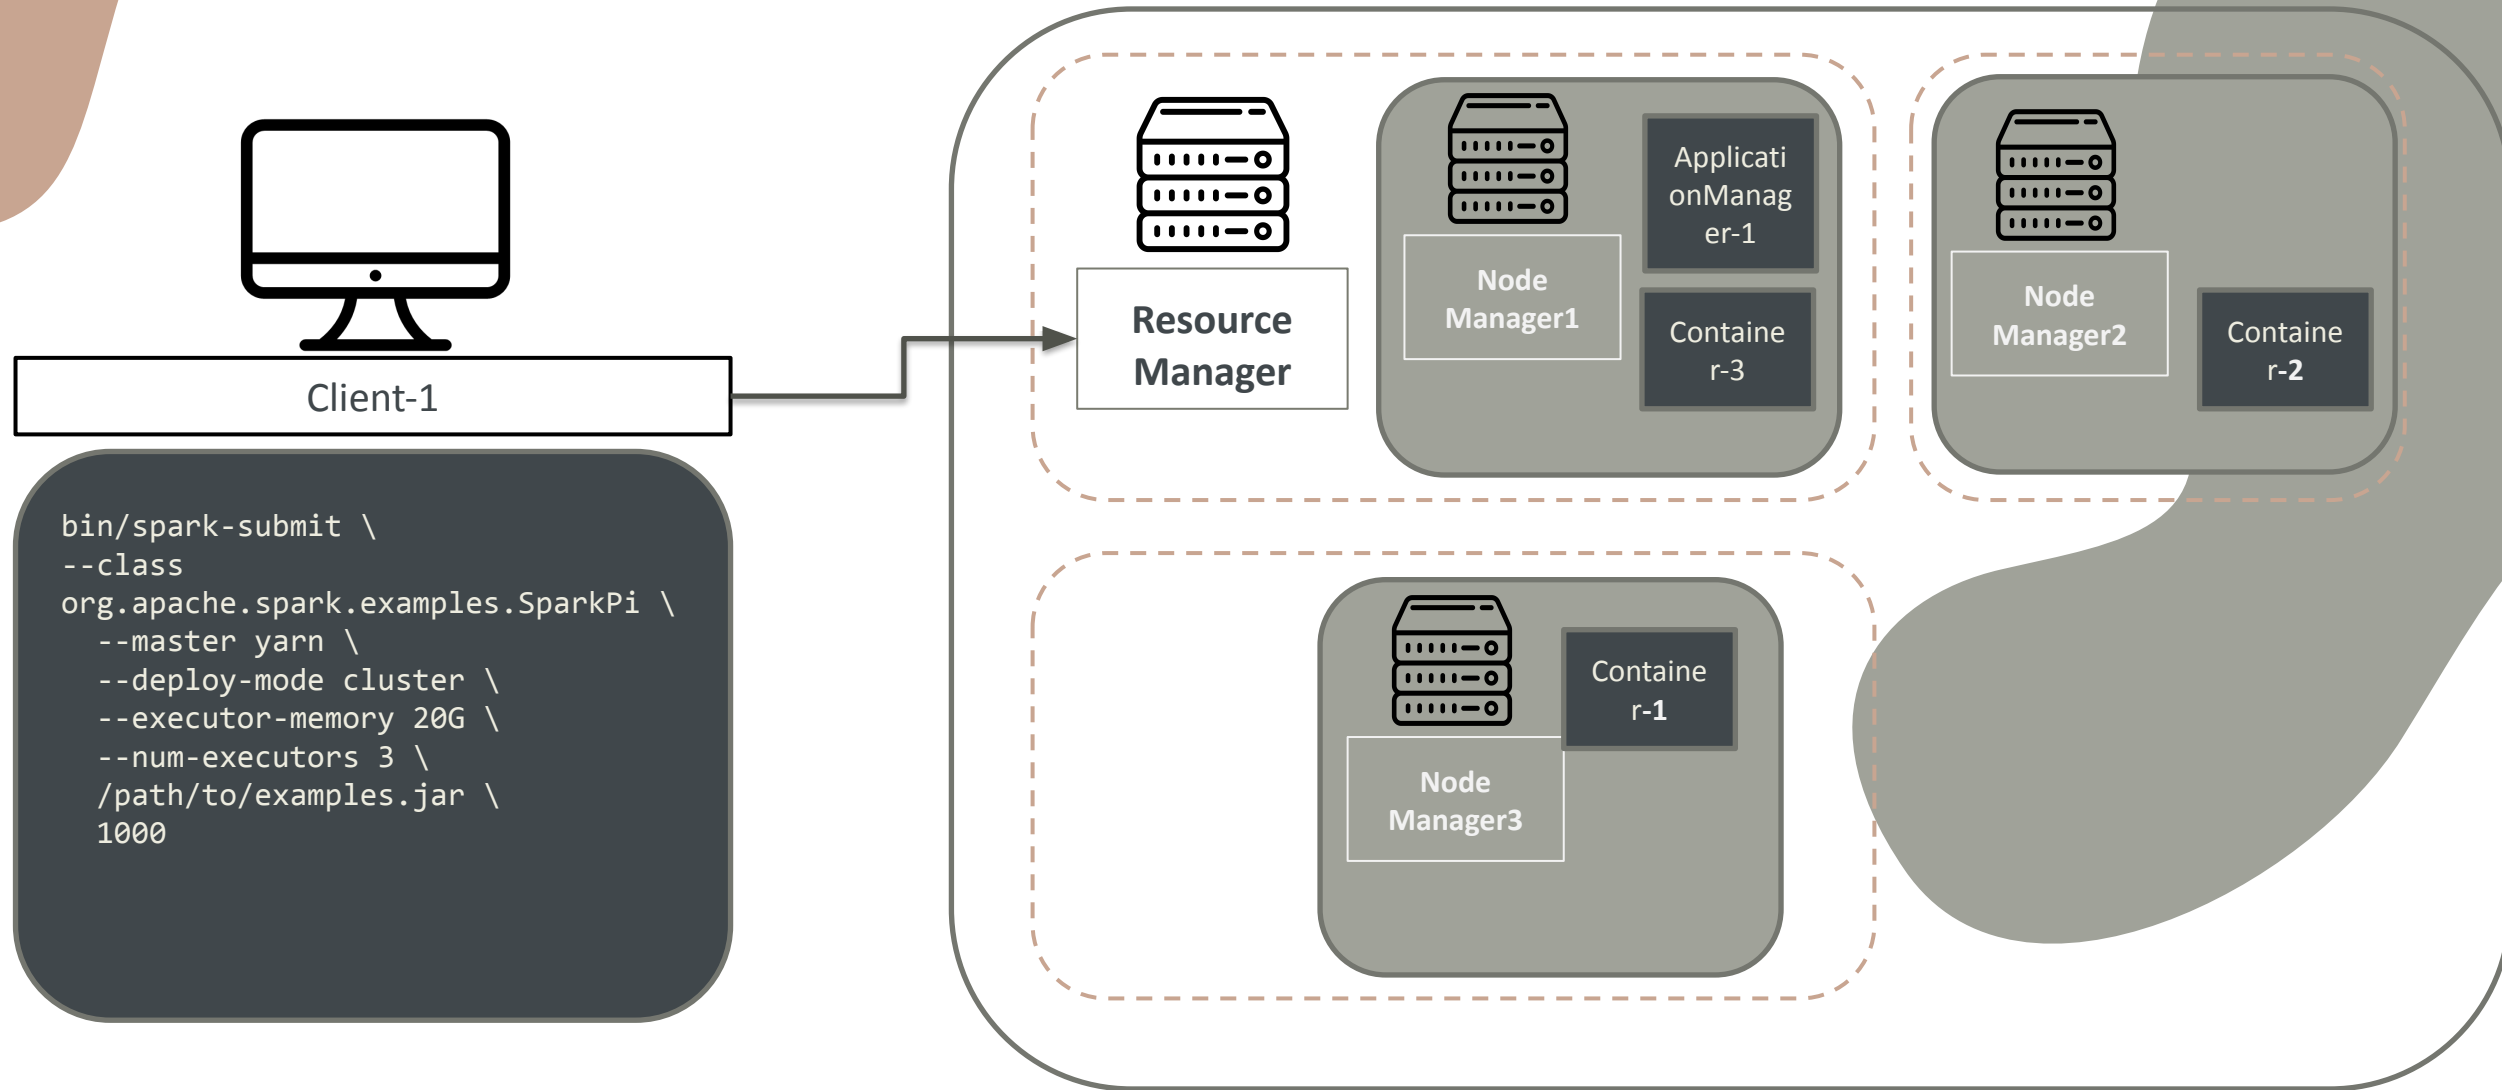 Client-1
bin/spark-submit \
--class
org.apache.spark.examples.SparkPi \
--master yarn \
--deploy-mode cluster \
--executor-memory 20G \
--num-executors 3 \
/path/to/examples.jar \
1000
Resource
Manager
Node
Manager1
Applicati
onManag
er-1
Containe
r-3
Node
Manager2
Containe
r-2
Node
Manager3
Containe
r-1